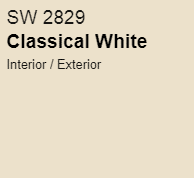 SW 2829
Classical White
Interior / Exterior